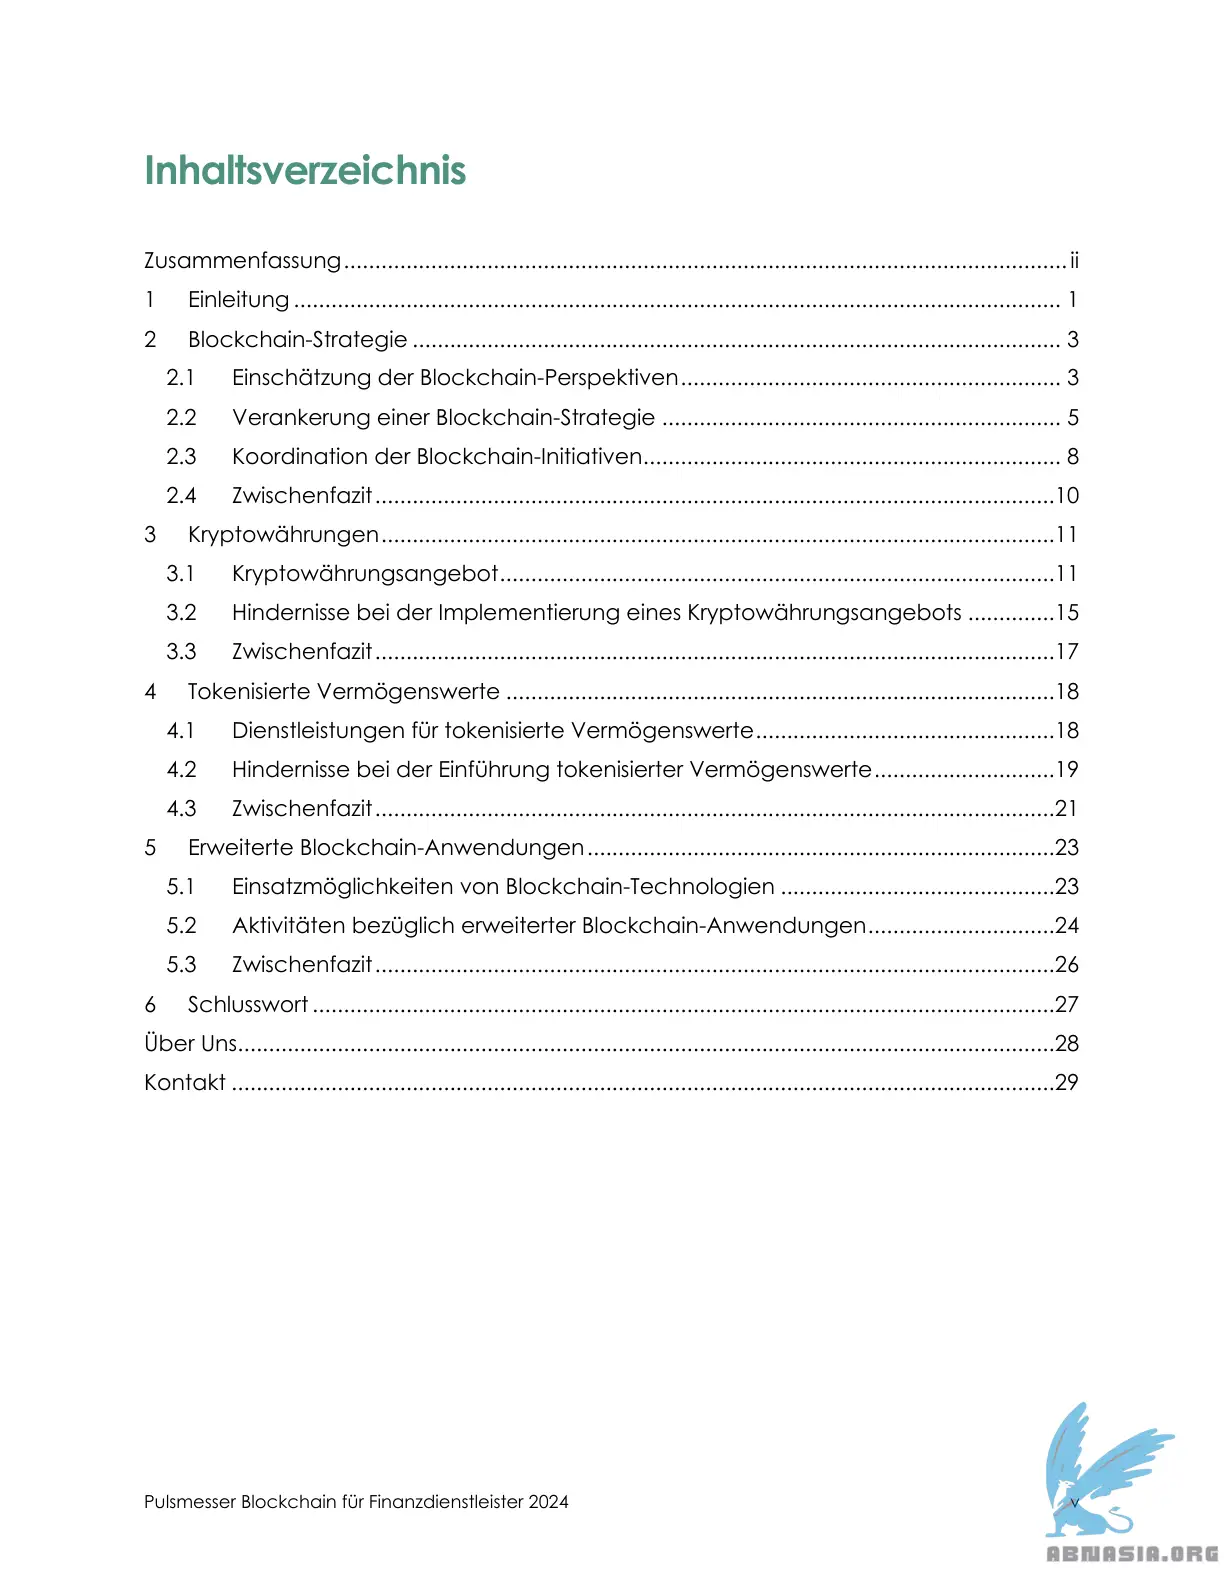 Inhaltsverzeichnis
Zusammenfassung ii
1 Einleitung 1
2 Blockchain-Strategie 3
2.1 Einschätzung der Blockchain-Perspektiven 3
2.2 Verankerung einer Blockchain-Strategie 5
2.3 Koordination der Blockchain-Initiativen 8
2.4 Zwischenfazit 10
3 Kryptowährungen 11
3.1 Kryptowährungsangebot 11
3.2 Hindernisse bei der Implementierung eines Kryptowährungsangebots 15
3.3 Zwischenfazit 17
4 Tokenisierte Vermögenswerte 18
4.1 Dienstleistungen für tokenisierte Vermögenswerte 18
4.2 Hindernisse bei der Einführung tokenisierter Vermögenswerte 19
4.3 Zwischenfazit 21
5 Erweiterte Blockchain-Anwendungen 23
5.1 Einsatzmöglichkeiten von Blockchain-Technologien 23
5.2 Aktivitäten bezüglich erweiterter Blockchain-Anwendungen 24
5.3 Zwischenfazit 26
6 Schlusswort 27
Über Uns 28
Kontakt 29
Pulsmesser Blockchain für Finanzdienstleister 2024 v
ABNASIA.ORG